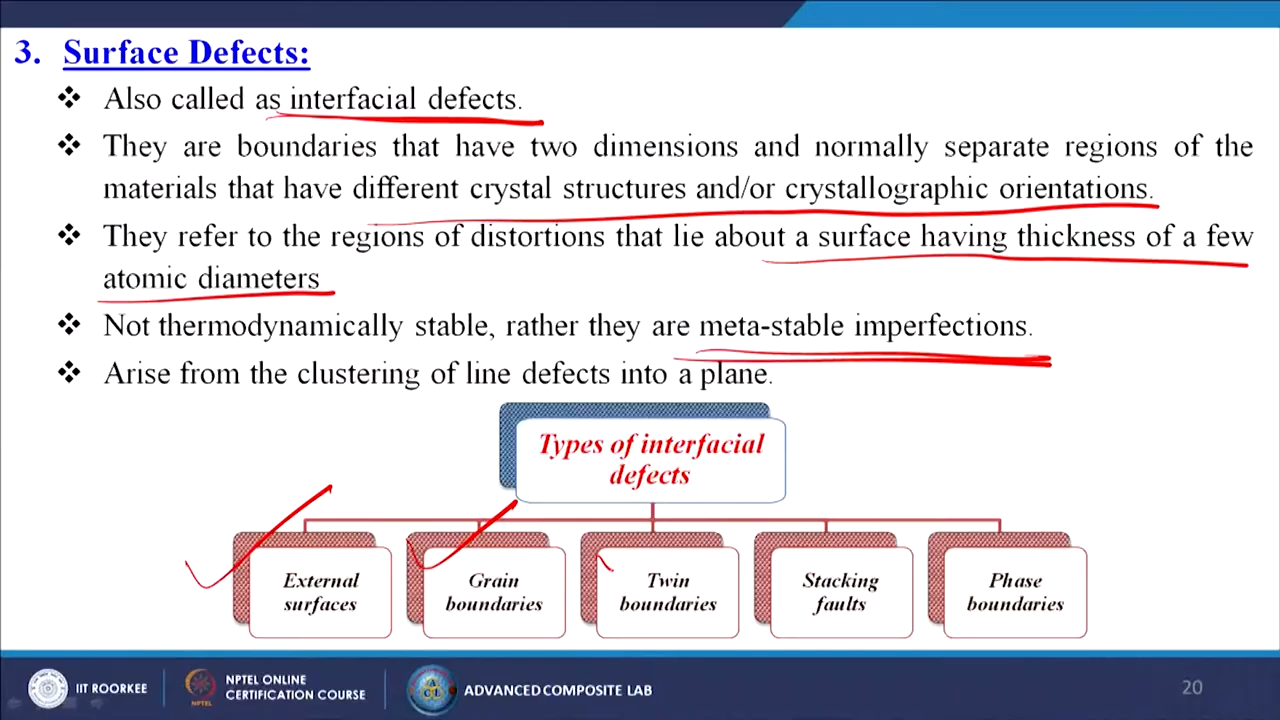 3. Surface Defects:
❖ Also called as interfacial defects.
❖ They are boundaries that have two dimensions and normally separate regions of the
materials that have different crystal structures and/or crystallographic orientations.
❖ They refer to the regions of distortions that lie about a surface having thickness of a few
atomic diameters
❖ Not thermodynamically stable, rather they are meta-stable imperfections.
❖ Arise from the clustering of line defects into a plane.
Types of interfacial
defects
External
surfaces
Grain
boundaries
Twin
boundaries
Stacking
faults
Phase
boundaries
IIT ROORKEE
NPTEL
NPTEL ONLINE
CERTIFICATION COURSE
ACL
ADVANCED COMPOSITE LAB
20